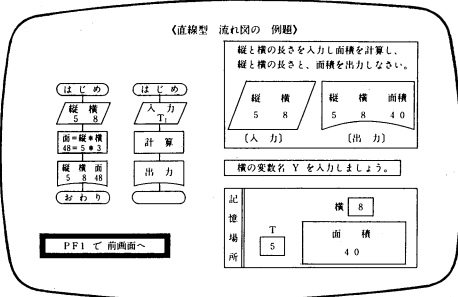 〈直線型 流れ図の 例題〉
縦と横の長さを入力し面積を計算し、
縦と横の長さと、面積を出力しなさい。
縦 横
5 8
〔入 力〕
縦 横 面積
5 8 40
〔出 力〕
はじめ
縦 横
5 8
面=縦*横
48=5*3
縦 横 面
5 8 48
おわり
はじめ
入 力
T₁
計 算
出 力
横の変数名 Y を入力しましょう。
記憶場所
横 8
T
5
面 積
40
PF1 で 前画面へ